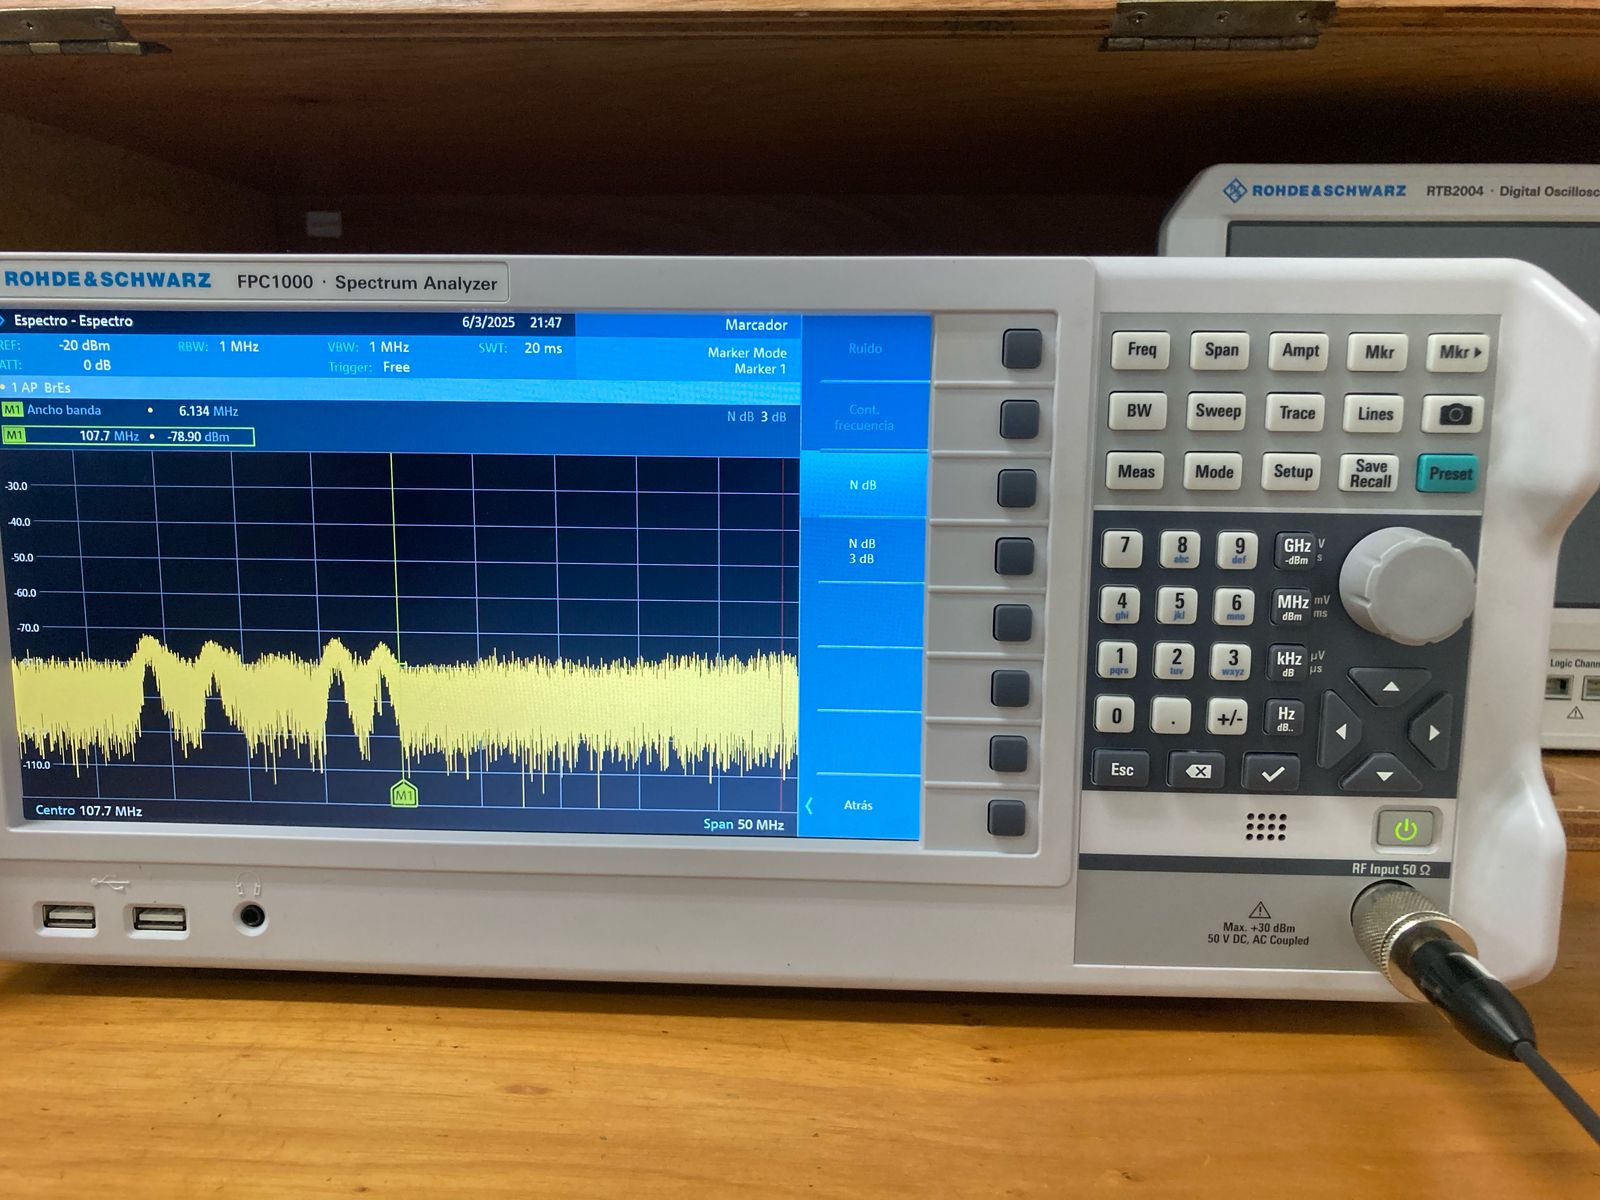 ROHDE&SCHWARZ RTB2004 · Digital
ROHDE&SCHWARZ FPC1000 · Spectrum Analyzer
Espectro - Espectro 6/3/2025 21:47 Marcador
REF: -20 dBm RBW: 1 MHz VBW: 1 MHz SWT: 20 ms Marker Mode
ATT: 0 dB Trigger: Free Marker 1
1 AP BrEs
M1 Ancho banda 6.134 MHz N dB 3 dB
M1 107.7 MHz -78.90 dBm
-30.0
-40.0
-50.0
-60.0
-70.0
-110.0
M1
Centro 107.7 MHz Span 50 MHz
Ruido
Cont.
frecuencia
N dB
N dB
3 dB
Atrás
Freq Span Ampt Mkr Mkr
BW Sweep Trace Lines
Meas Mode Setup Save Recall Preset
7 8 abc 9 def GHz -dBm V s
4 ghi 5 jkl 6 mno MHz dBm mV ms
1 pqrs 2 tuv 3 wxyz kHz dB µV µs
0 . +/- Hz dB..
Esc
RF Input 50 Ω
Max. +30 dBm
50 V DC, AC Coupled
Logic